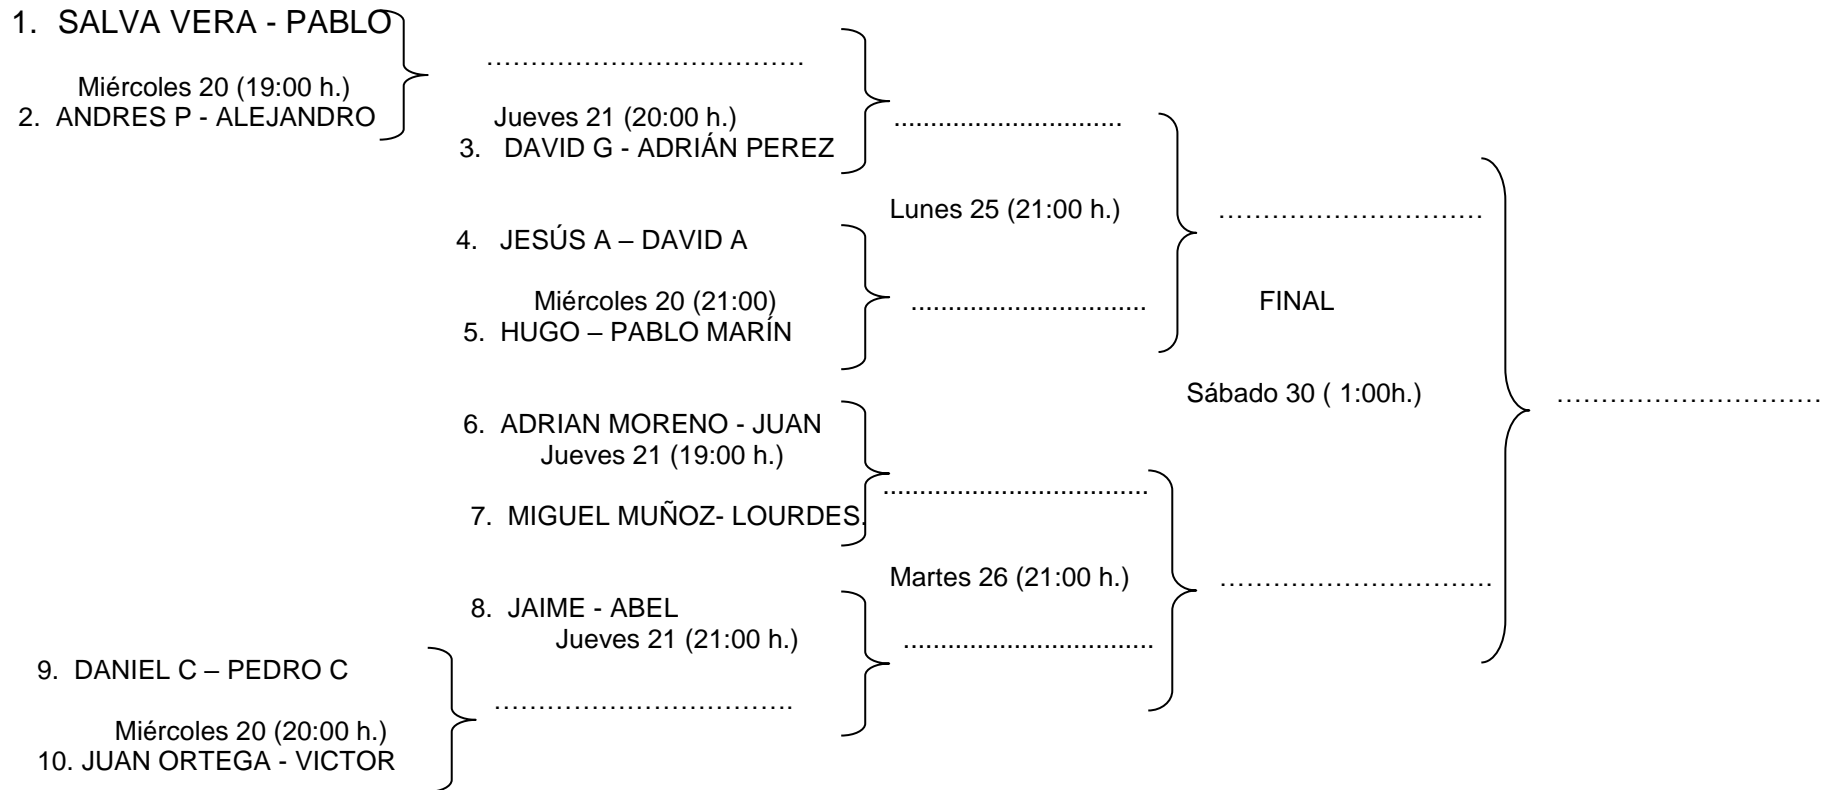 1. SALVA VERA - PABLO
Miércoles 20 (19:00 h.)
2. ANDRES P - ALEJANDRO
……………………………
Jueves 21 (20:00 h.)
3. DAVID G - ADRIÁN PEREZ
4. JESÚS A – DAVID A
Miércoles 20 (21:00)
5. HUGO – PABLO MARÍN
6. ADRIAN MORENO - JUAN
Jueves 21 (19:00 h.)
7. MIGUEL MUÑOZ- LOURDES.
8. JAIME - ABEL
Jueves 21 (21:00 h.)
9. DANIEL C – PEDRO C
Miércoles 20 (20:00 h.)
10. JUAN ORTEGA - VICTOR
………………………….
...............................
Lunes 25 (21:00 h.)
................................
....................................
Martes 26 (21:00 h.)
..................................
…………………………
FINAL
Sábado 30 ( 1:00h.)
………………………….
…………………………